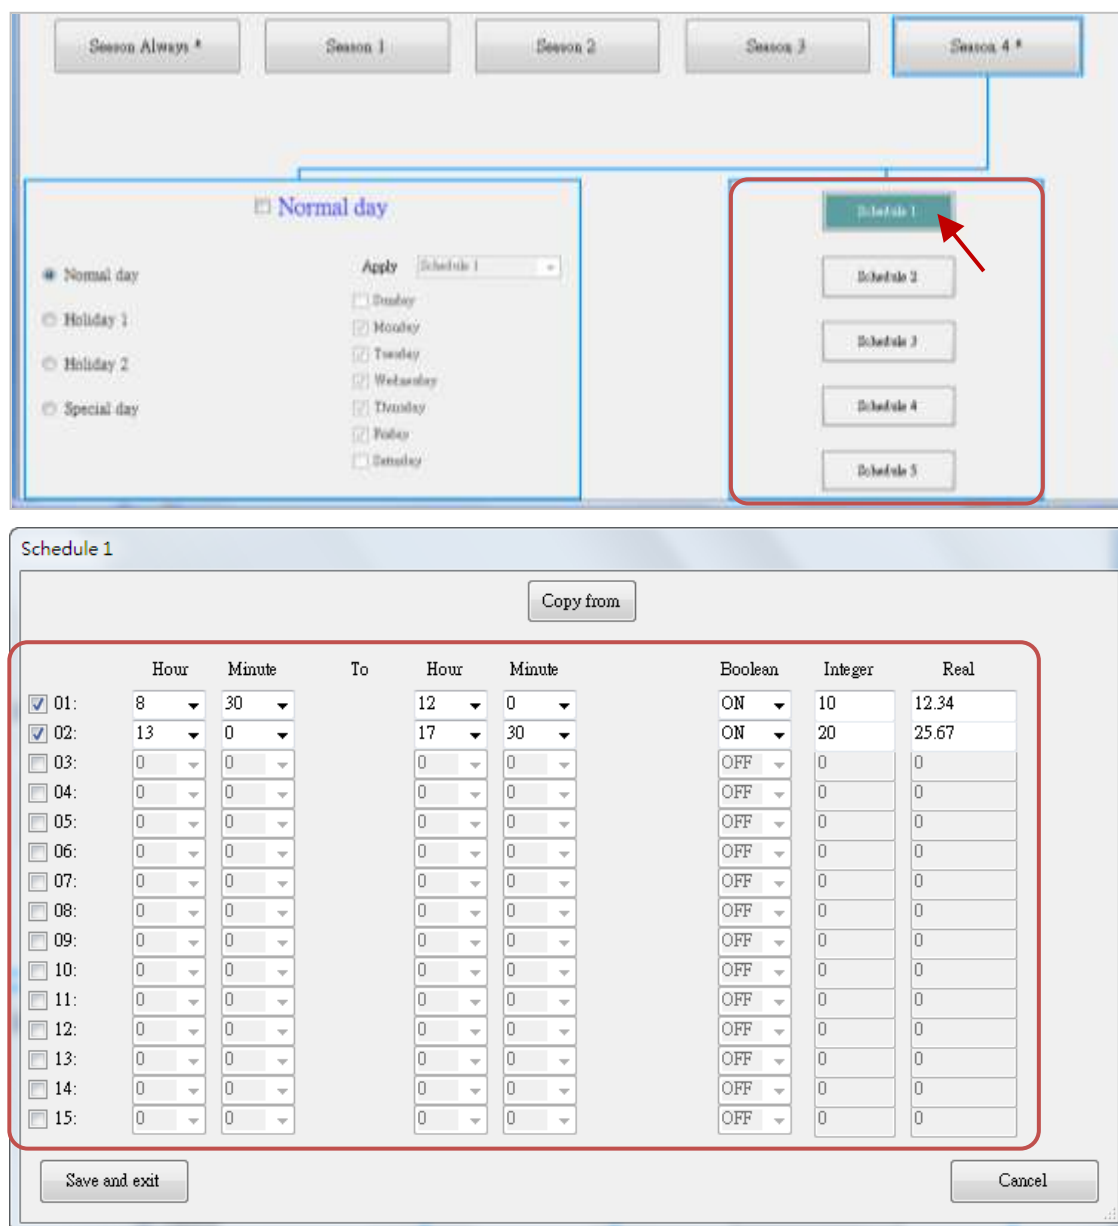 Season Always * Season 1 Season 2 Season 3 Season 4 *
Normal day
Normal day
Holiday 1
Holiday 2
Special day
Apply Schedule 1
Sunday
Monday
Tuesday
Wednesday
Thursday
Friday
Saturday
Schedule 1
Schedule 2
Schedule 3
Schedule 4
Schedule 5
Schedule 1
Copy from
Hour Minute To Hour Minute Boolean Integer Real
01: 8 30 12 0 ON 10 12.34
02: 13 0 17 30 ON 20 25.67
03: 0 0 0 0 OFF 0 0
04: 0 0 0 0 OFF 0 0
05: 0 0 0 0 OFF 0 0
06: 0 0 0 0 OFF 0 0
07: 0 0 0 0 OFF 0 0
08: 0 0 0 0 OFF 0 0
09: 0 0 0 0 OFF 0 0
10: 0 0 0 0 OFF 0 0
11: 0 0 0 0 OFF 0 0
12: 0 0 0 0 OFF 0 0
13: 0 0 0 0 OFF 0 0
14: 0 0 0 0 OFF 0 0
15: 0 0 0 0 OFF 0 0
Save and exit Cancel